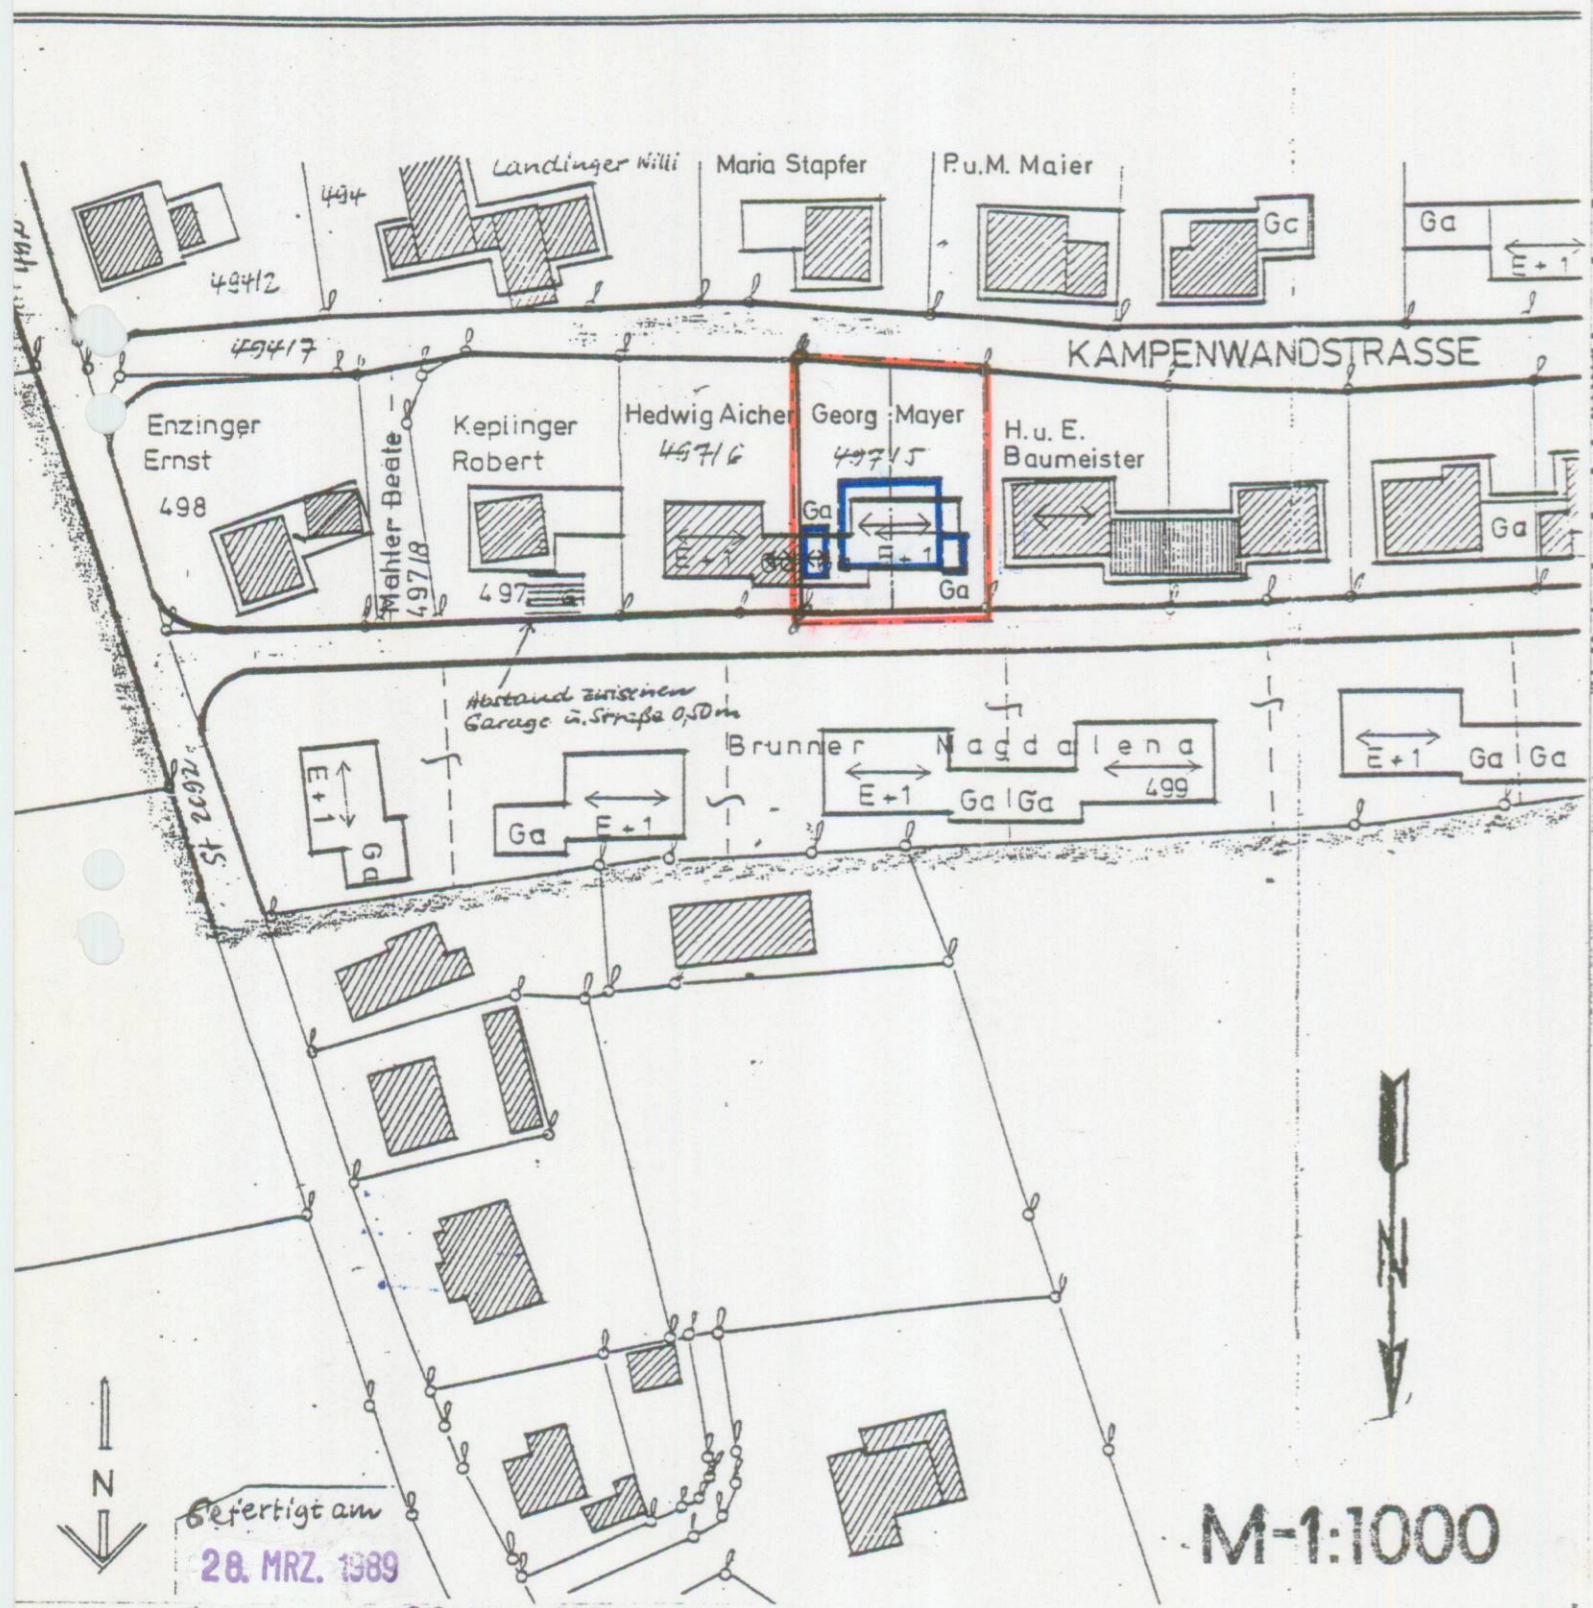 Landinger Willi
Maria Stapfer
P.u.M. Maier
494
494/2
Ga
Ga
E+1
494/7
KAMPENWANDSTRASSE
Enzinger
Ernst
498
Mahler Beate
497/8
Keplinger
Robert
497
Hedwig Aicher
497/6
E+1
Georg Mayer
497/5
Ga
E+1
Ga
H.u.E.
Baumeister
Ga
Abstand zwischen
Garage u. Straße 0,50m
St 2092
Brunner Magdalena
499
E+1
Ga
Ga
E+1
E+1
Ga Ga
E+1
Ga Ga
N
N
Gefertigt am
28. MRZ. 1989
M-1:1000